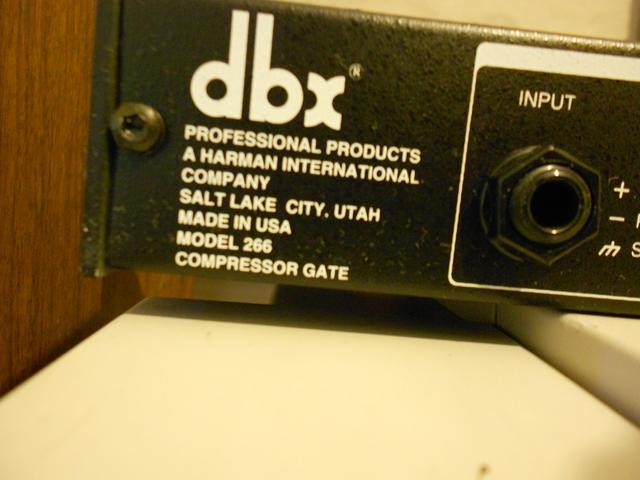 dbx®
PROFESSIONAL PRODUCTS
A HARMAN INTERNATIONAL
COMPANY
SALT LAKE CITY, UTAH
MADE IN USA
MODEL 266
COMPRESSOR GATE
INPUT
+
−
S